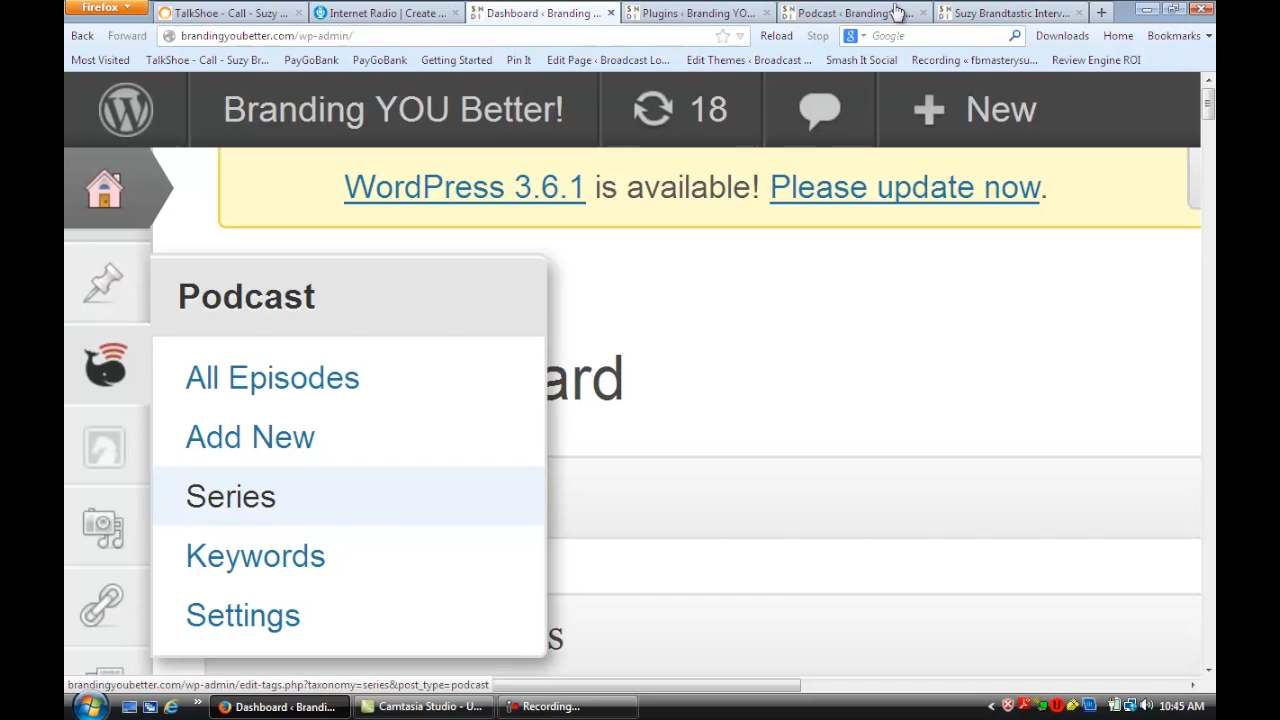 Firefox
TalkShoe - Call - Suzy ...
Internet Radio | Create ...
Dashboard ‹ Branding ...
Plugins ‹ Branding YO...
Podcast ‹ Branding
Suzy Brandtastic Interv...
Back
Forward
brandingyoubetter.com/wp-admin/
Reload
Stop
Google
Downloads
Home
Bookmarks
Most Visited
TalkShoe - Call - Suzy Br...
PayGoBank
PayGoBank
Getting Started
Pin It
Edit Page ‹ Broadcast Lo...
Edit Themes ‹ Broadcast ...
Smash It Social
Recording « fbmasterysu...
Review Engine ROI
Branding YOU Better!
18
New
WordPress 3.6.1 is available! Please update now.
Podcast
ard
All Episodes
Add New
Series
Keywords
Settings
s
brandingyoubetter.com/wp-admin/edit-tags.php?taxonomy=series&post_type=podcast
Dashboard ‹ Brandi...
Camtasia Studio - U...
Recording...
10:45 AM